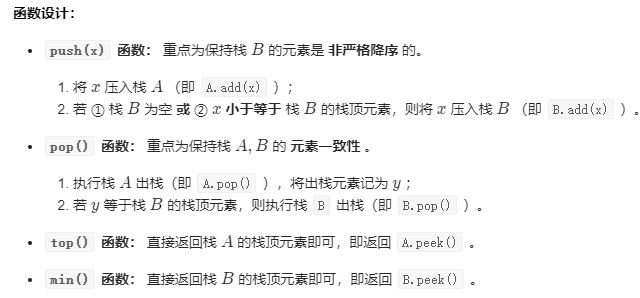 函数设计：
• push(x) 函数： 重点为保持栈 B 的元素是 非严格降序 的。
1. 将 x 压入栈 A （即 A.add(x) ）；
2. 若 ① 栈 B 为空 或 ② x 小于等于 栈 B 的栈顶元素，则将 x 压入栈 B （即 B.add(x) ）。
• pop() 函数： 重点为保持栈 A, B 的 元素一致性 。
1. 执行栈 A 出栈（即 A.pop() ），将出栈元素记为 y ；
2. 若 y 等于栈 B 的栈顶元素，则执行栈 B 出栈（即 B.pop() ）。
• top() 函数： 直接返回栈 A 的栈顶元素即可，即返回 A.peek() 。
• min() 函数： 直接返回栈 B 的栈顶元素即可，即返回 B.peek() 。